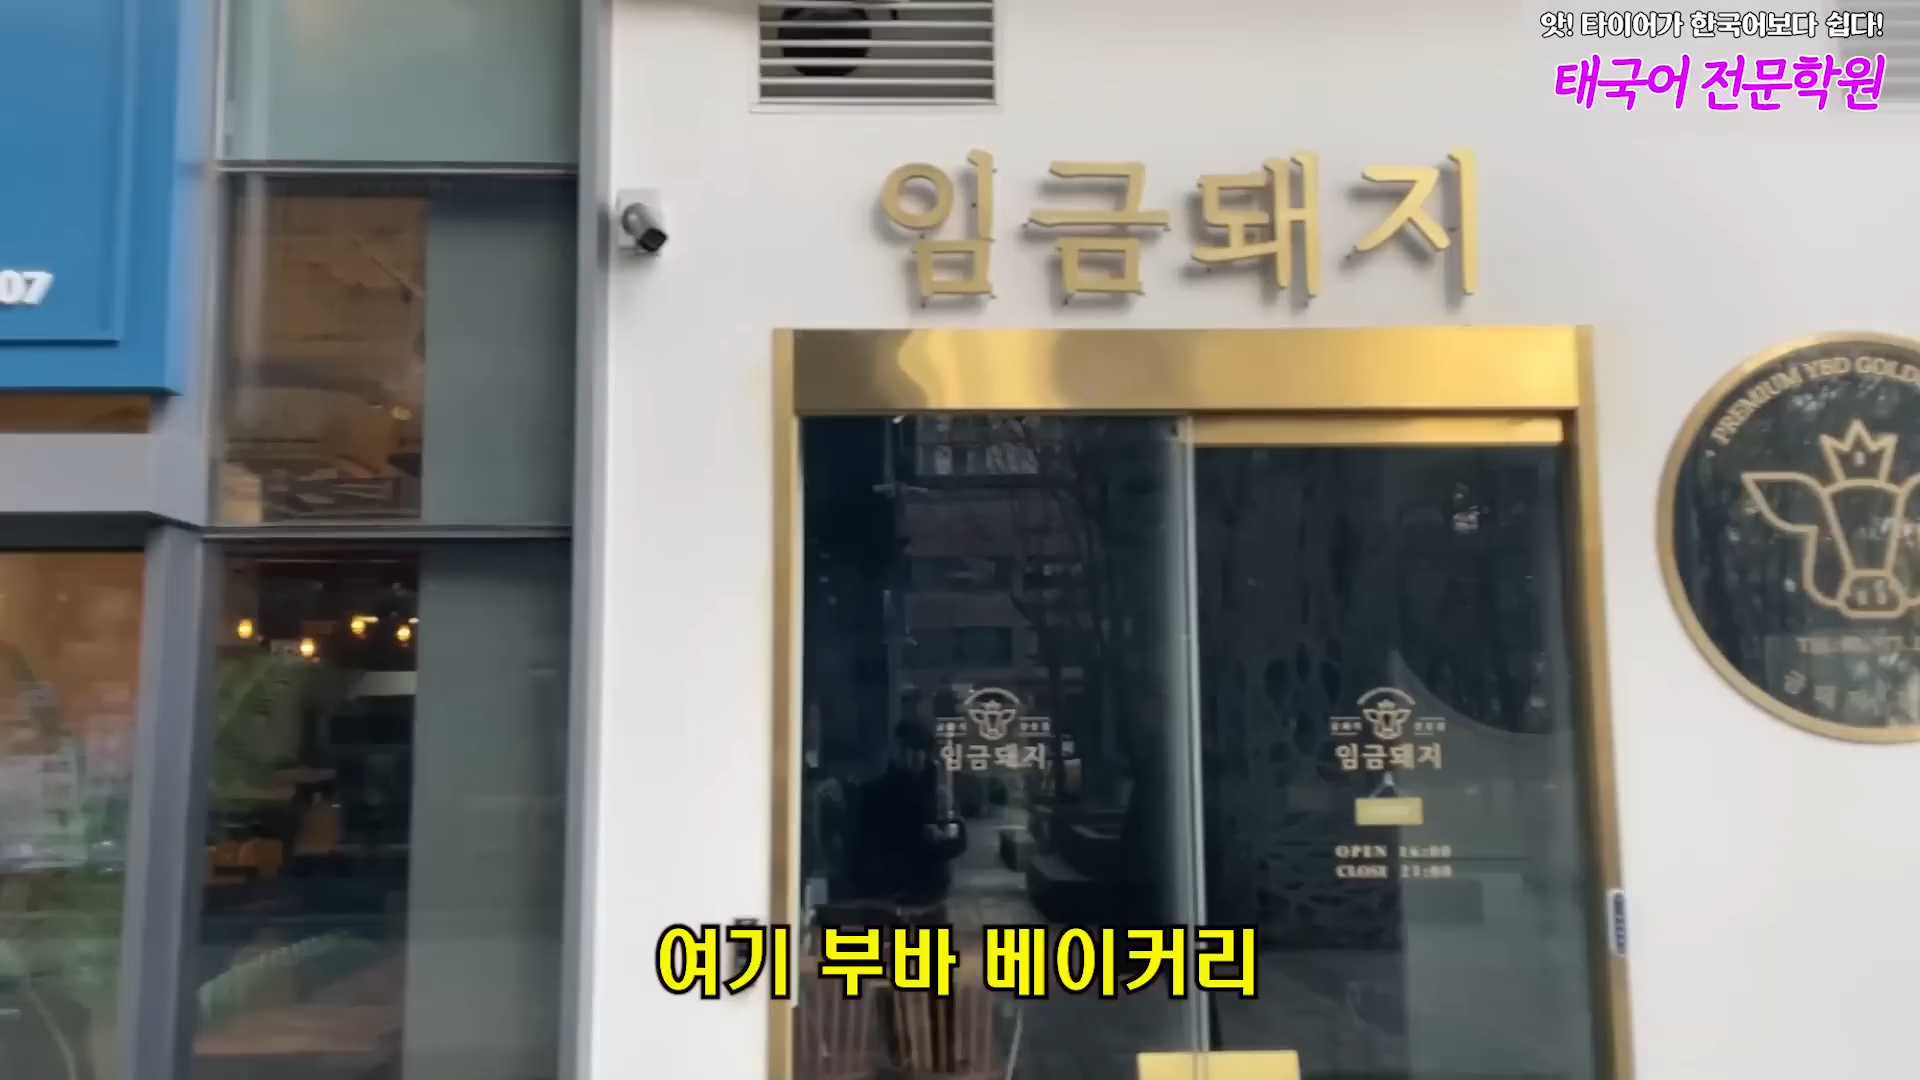 앗! 타이어가 한국어보다 쉽다!
태국어 전문학원
07
임금돼지
PREMIUM YBD GOLD
임금돼지
임금돼지
OPEN 16:00
CLOSE 23:00
여기 부바 베이커리